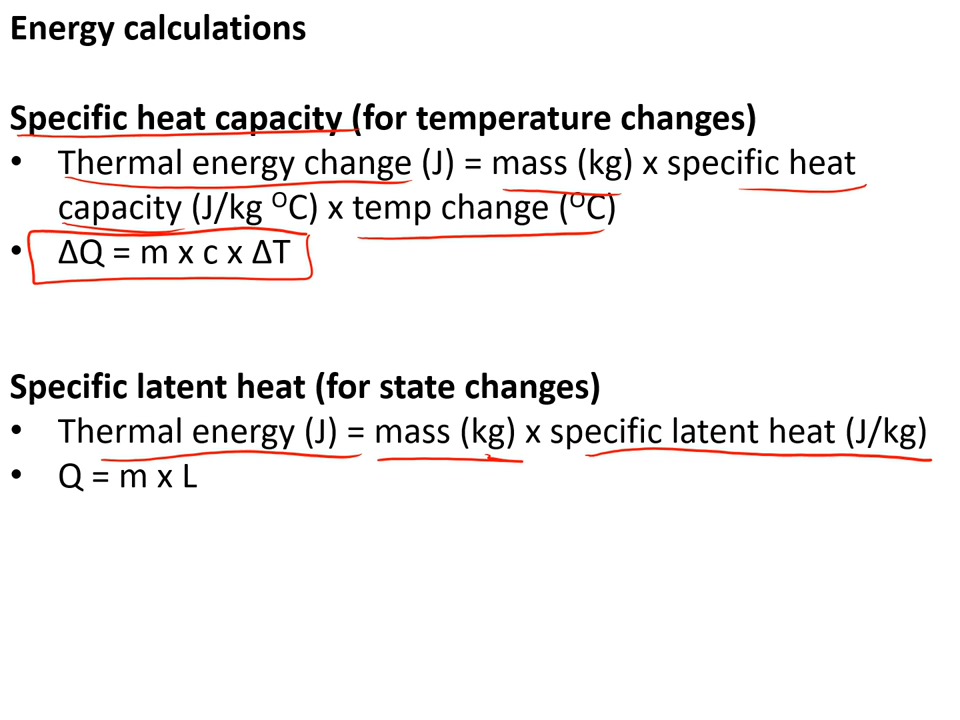 Energy calculations
Specific heat capacity (for temperature changes)
• Thermal energy change (J) = mass (kg) x specific heat
capacity (J/kg ᴼC) x temp change (ᴼC)
• ΔQ = m x c x ΔT
Specific latent heat (for state changes)
• Thermal energy (J) = mass (kg) x specific latent heat (J/kg)
• Q = m x L